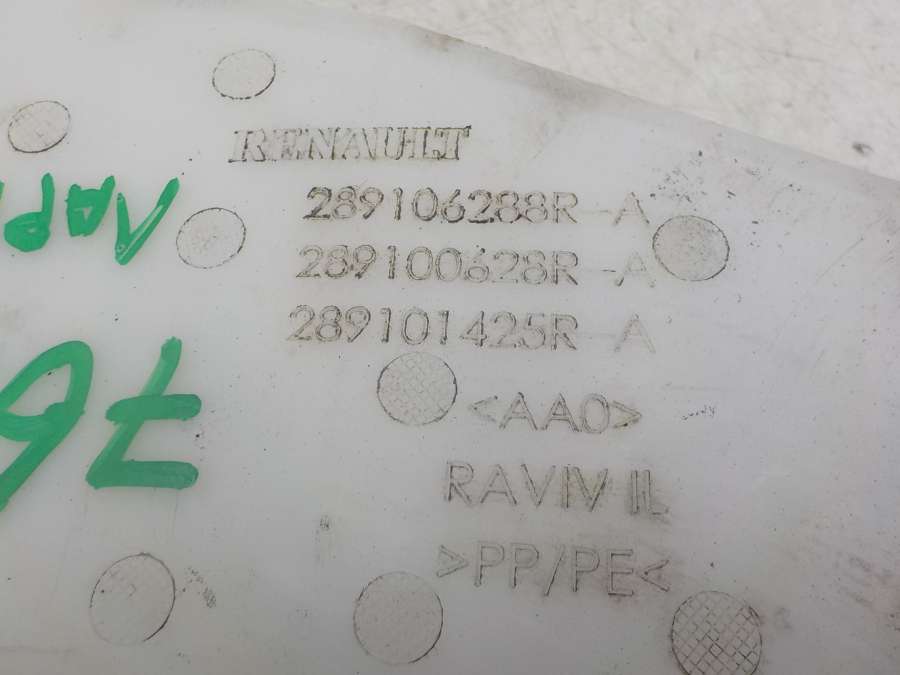 RENAULT
289106288R-A
289100628R-A
289101425R-A
<AA0>
RAVIV IL
>PP/PE<